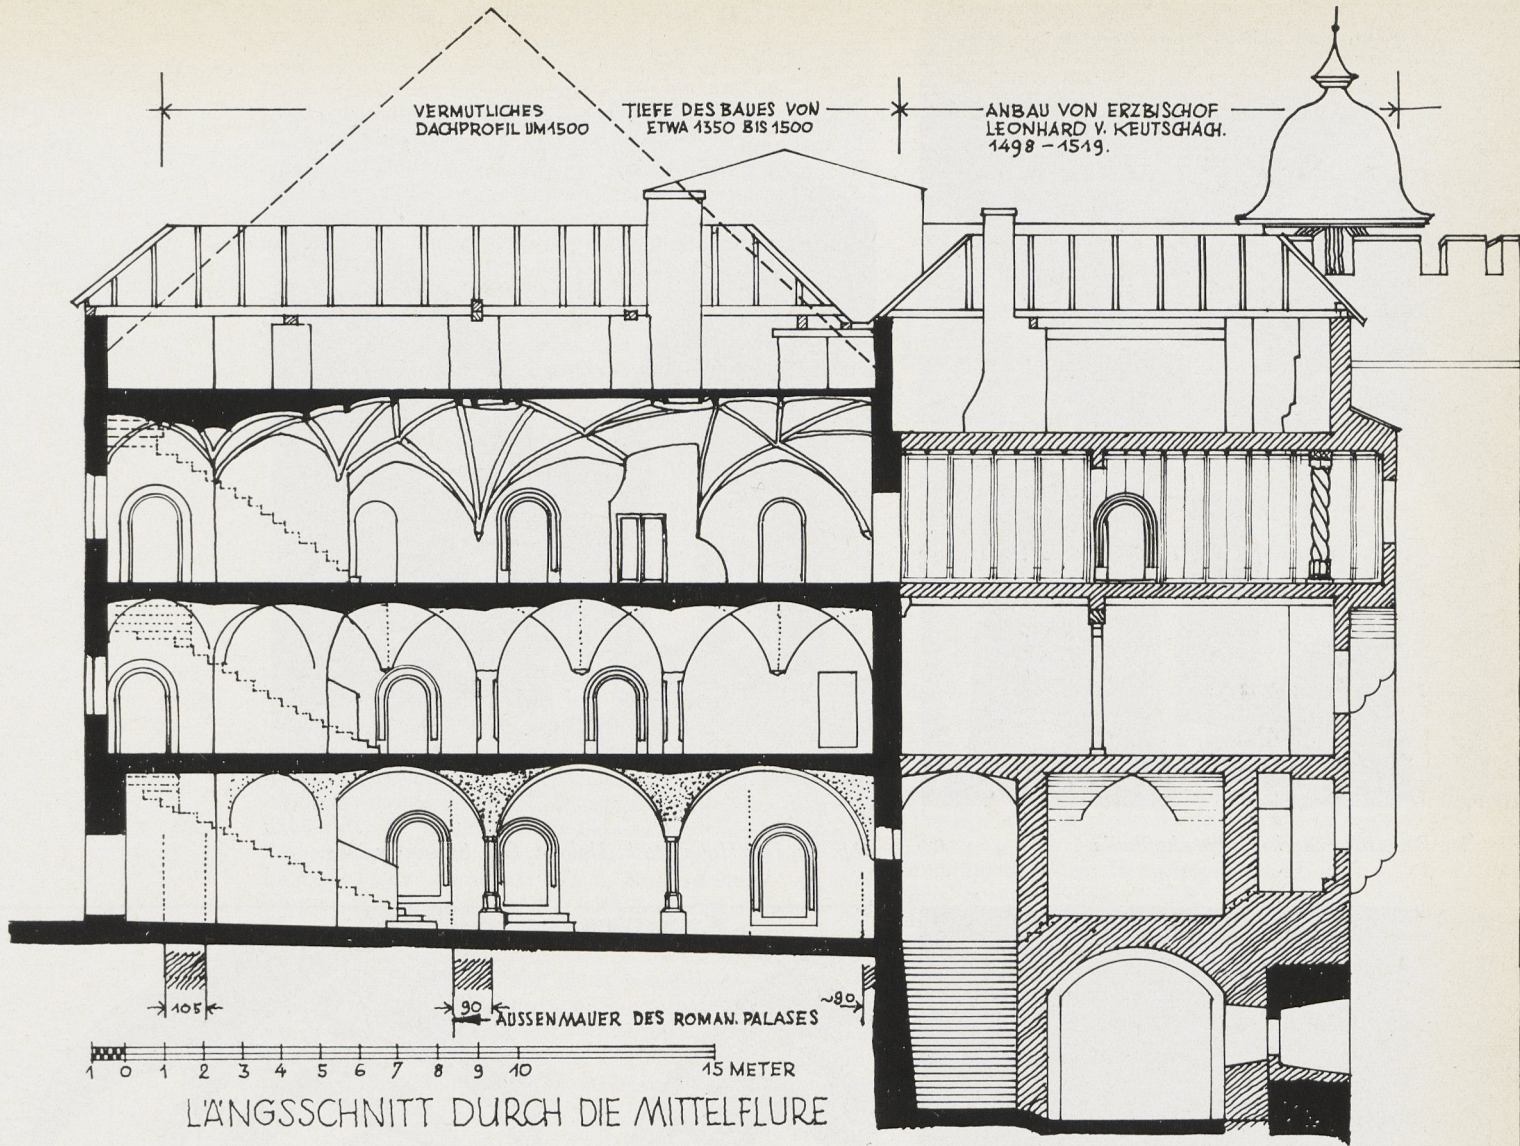 VERMUTLICHES
DACHPROFIL UM 1500
TIEFE DES BAUES VON
ETWA 1350 BIS 1500
ANBAU VON ERZBISCHOF
LEONHARD V. KEUTSCHACH.
1498 – 1519.
105
90
~90
AUSSENMAUER DES ROMAN. PALASES
1 0 1 2 3 4 5 6 7 8 9 10 15 METER
LÄNGSSCHNITT DURCH DIE MITTELFLURE